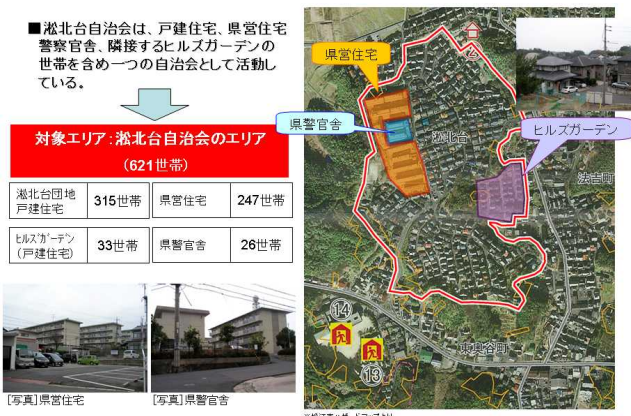 ■淞北台自治会は、戸建住宅、県営住宅
警察官舎、隣接するヒルズガーデンの
世帯を含め一つの自治会として活動し
ている。
対象エリア：淞北台自治会のエリア
（621世帯）
淞北台団地
戸建住宅
315世帯
県営住宅
247世帯
ヒルズガーデン
（戸建住宅）
33世帯
県警官舎
26世帯
[写真]県営住宅
[写真]県警官舎
県営住宅
県警官舎
淞北台
ヒルズガーデン
法吉町
14
東奥谷町
13